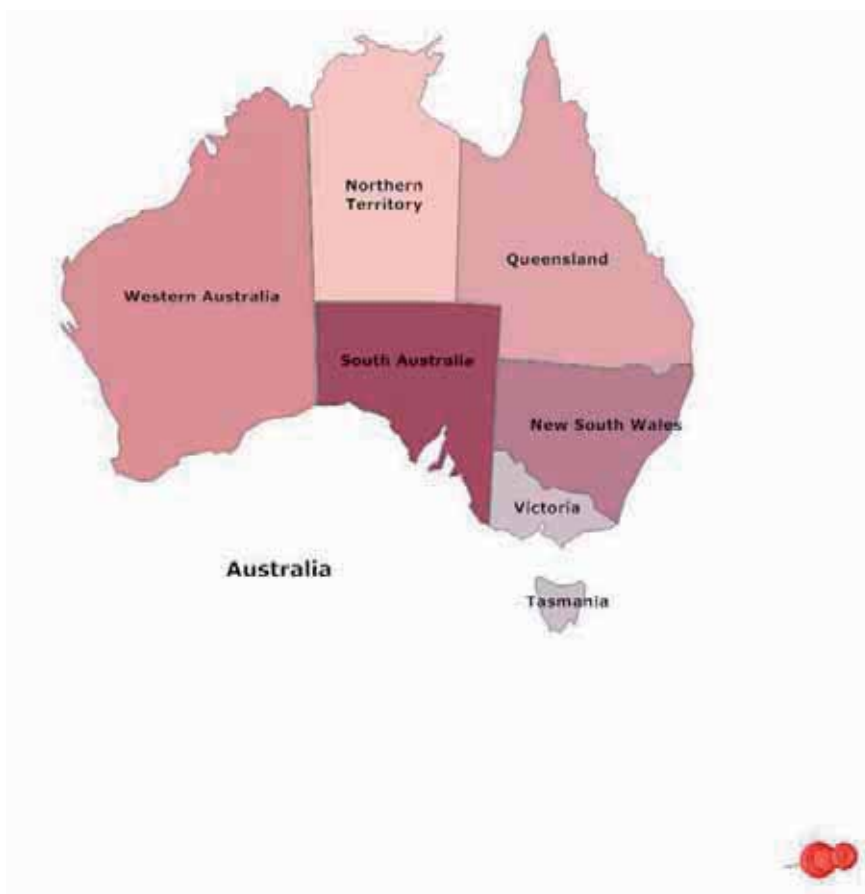 Northern
Territory
Queensland
Western Australia
South Australia
New South Wales
Victoria
Australia
Tasmania